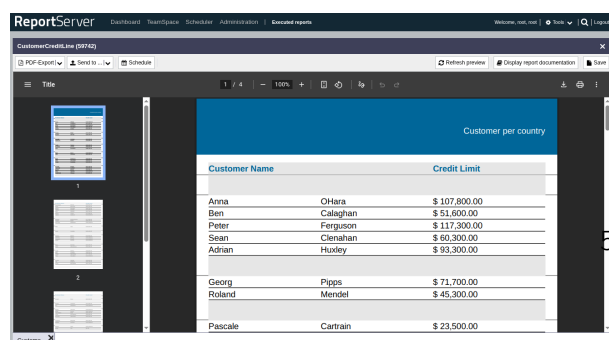 ReportServer Dashboard TeamSpace Scheduler Administration | Executed reports Welcome, root, root | Tools | Logout
CustomerCreditLine (59742) ×
PDF-Export Send to ... Schedule Refresh preview Display report documentation Save
Title 1 / 4 | − 100% +
Customer per country
Customer Name Credit Limit
Anna OHara $ 107,800.00
Ben Calaghan $ 51,600.00
Peter Ferguson $ 117,300.00
Sean Clenahan $ 60,300.00
Adrian Huxley $ 93,300.00
Georg Pipps $ 71,700.00
Roland Mendel $ 45,300.00
Pascale Cartrain $ 23,500.00
1
2
5
Custome X